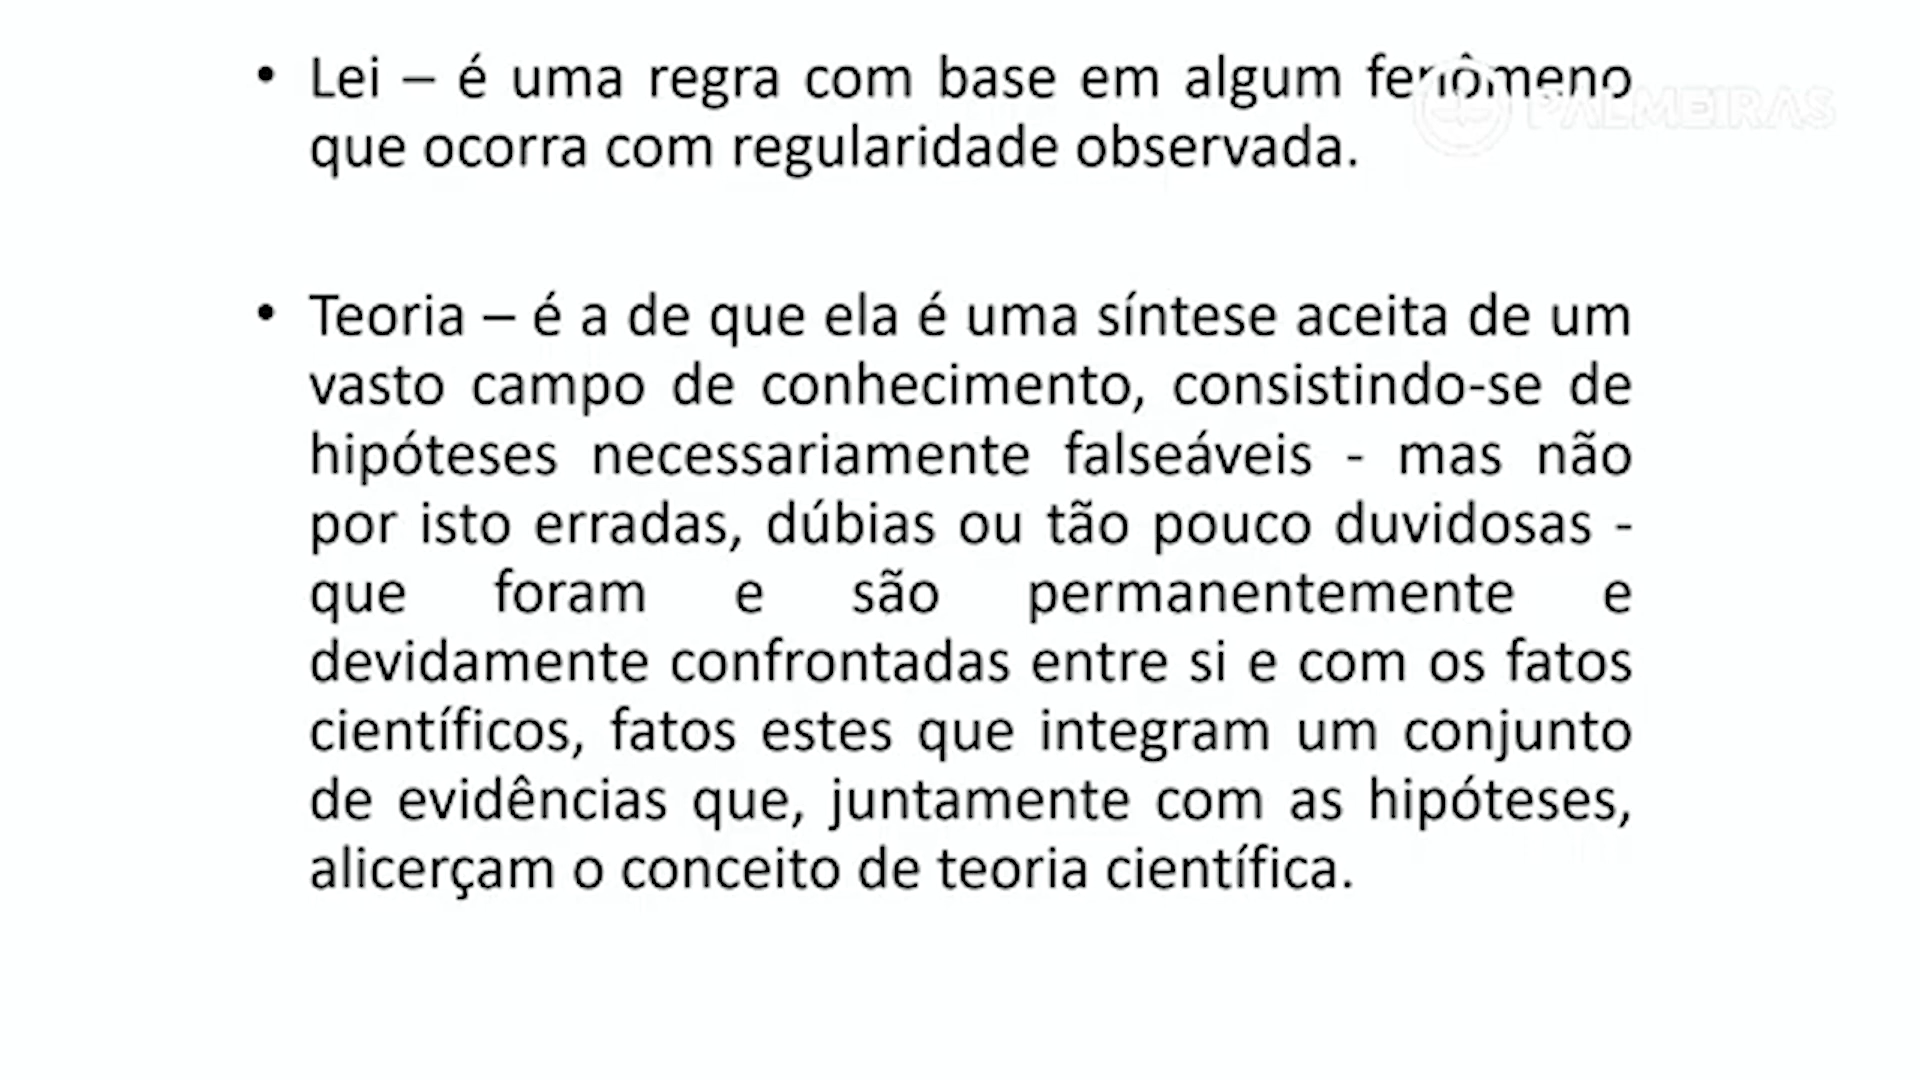 • Lei – é uma regra com base em algum fenômeno
PALMEIRAS
que ocorra com regularidade observada.
• Teoria – é a de que ela é uma síntese aceita de um
vasto campo de conhecimento, consistindo-se de
hipóteses necessariamente falseáveis - mas não
por isto erradas, dúbias ou tão pouco duvidosas -
que foram e são permanentemente e
devidamente confrontadas entre si e com os fatos
científicos, fatos estes que integram um conjunto
de evidências que, juntamente com as hipóteses,
alicerçam o conceito de teoria científica.